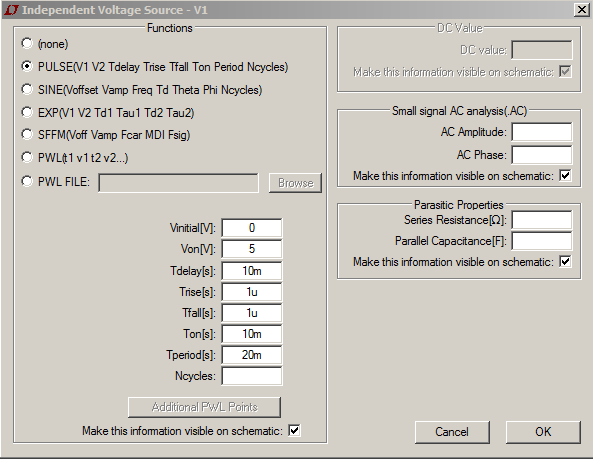 Independent Voltage Source - V1
Functions
(none)
PULSE(V1 V2 Tdelay Trise Tfall Ton Period Ncycles)
SINE(Voffset Vamp Freq Td Theta Phi Ncycles)
EXP(V1 V2 Td1 Tau1 Td2 Tau2)
SFFM(Voff Vamp Fcar MDI Fsig)
PWL(t1 v1 t2 v2...)
PWL FILE: Browse
Vinitial[V]: 0
Von[V]: 5
Tdelay[s]: 10m
Trise[s]: 1u
Tfall[s]: 1u
Ton[s]: 10m
Tperiod[s]: 20m
Ncycles:
Additional PWL Points
Make this information visible on schematic:
DC Value
DC value:
Make this information visible on schematic:
Small signal AC analysis(.AC)
AC Amplitude:
AC Phase:
Make this information visible on schematic:
Parasitic Properties
Series Resistance[Ω]:
Parallel Capacitance[F]:
Make this information visible on schematic:
Cancel OK